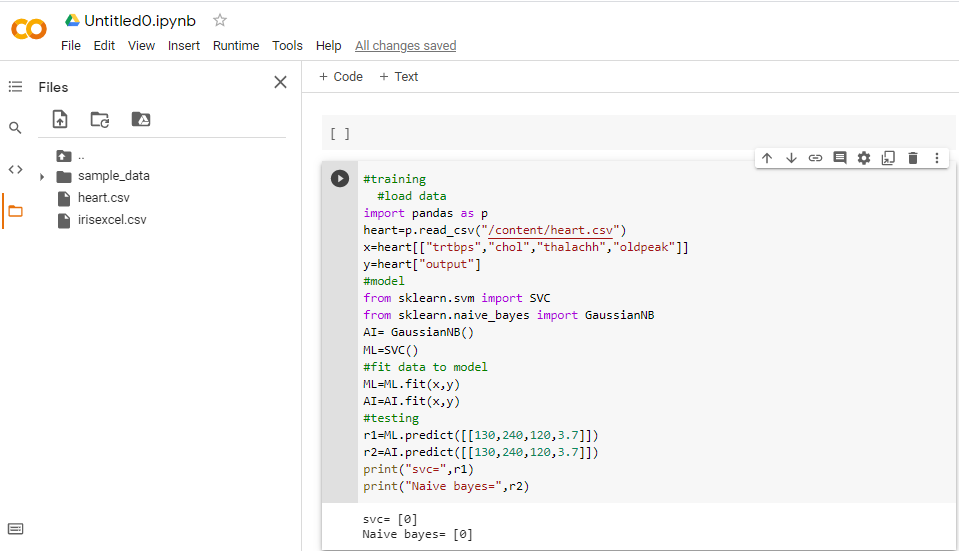 Untitled0.ipynb
File Edit View Insert Runtime Tools Help All changes saved
Files
+ Code + Text
..
sample_data
heart.csv
irisexcel.csv
[ ]
#training
#load data
import pandas as p
heart=p.read_csv("/content/heart.csv")
x=heart[["trtbps","chol","thalachh","oldpeak"]]
y=heart["output"]
#model
from sklearn.svm import SVC
from sklearn.naive_bayes import GaussianNB
AI= GaussianNB()
ML=SVC()
#fit data to model
ML=ML.fit(x,y)
AI=AI.fit(x,y)
#testing
r1=ML.predict([[130,240,120,3.7]])
r2=AI.predict([[130,240,120,3.7]])
print("svc=",r1)
print("Naive bayes=",r2)
svc= [0]
Naive bayes= [0]